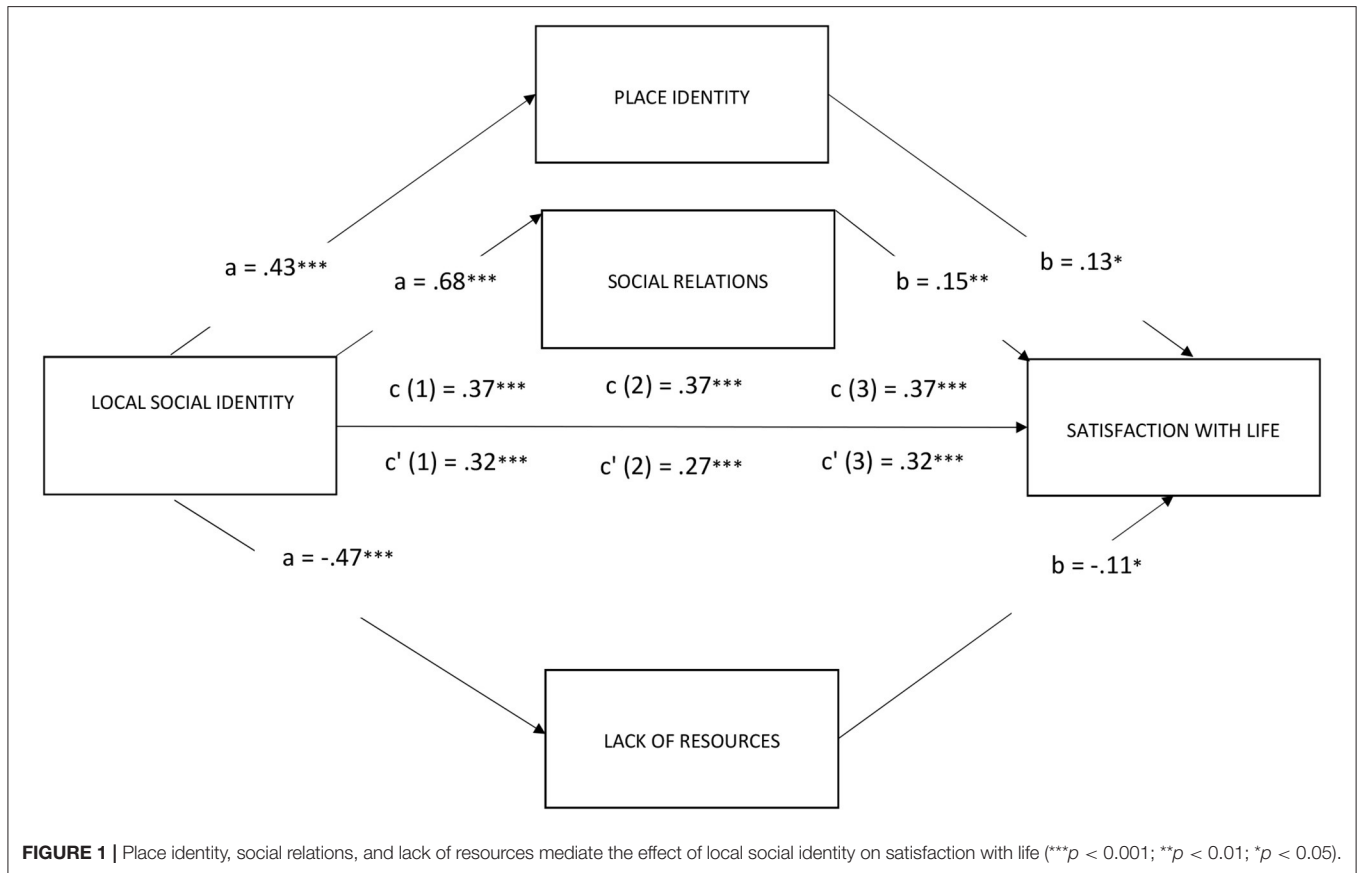 PLACE IDENTITY
SOCIAL RELATIONS
a = .43***
a = .68***
b = .15**
b = .13*
LOCAL SOCIAL IDENTITY
c (1) = .37***
c (2) = .37***
c (3) = .37***
c' (1) = .32***
c' (2) = .27***
c' (3) = .32***
SATISFACTION WITH LIFE
a = -.47***
b = -.11*
LACK OF RESOURCES
FIGURE 1 | Place identity, social relations, and lack of resources mediate the effect of local social identity on satisfaction with life (***p < 0.001; **p < 0.01; *p < 0.05).